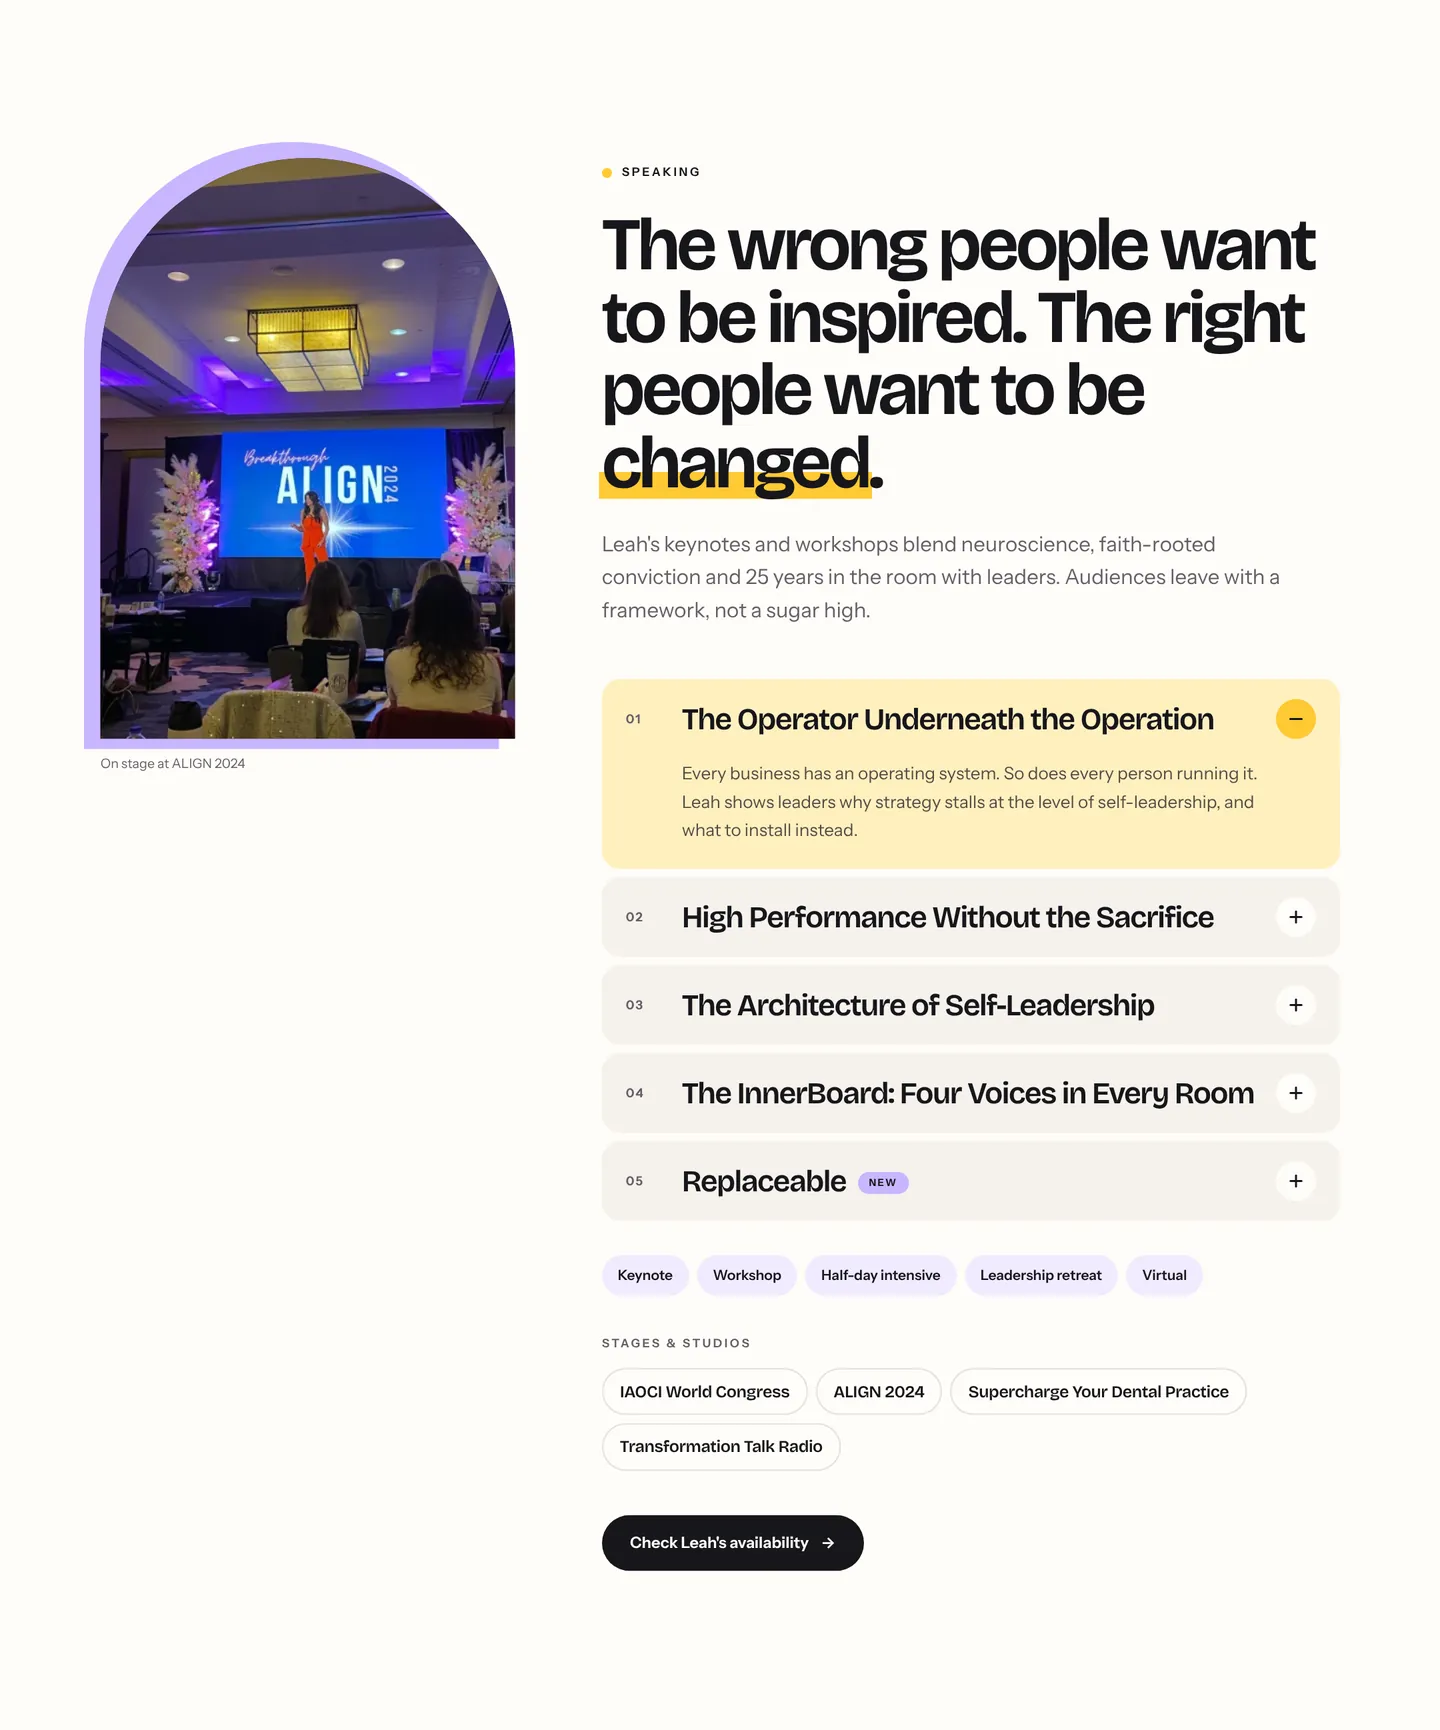 Breakthrough
ALIGN
2024
On stage at ALIGN 2024
SPEAKING
The wrong people want
to be inspired. The right
people want to be
changed.
Leah's keynotes and workshops blend neuroscience, faith-rooted
conviction and 25 years in the room with leaders. Audiences leave with a
framework, not a sugar high.
01 The Operator Underneath the Operation
Every business has an operating system. So does every person running it.
Leah shows leaders why strategy stalls at the level of self-leadership, and
what to install instead.
02 High Performance Without the Sacrifice
03 The Architecture of Self-Leadership
04 The InnerBoard: Four Voices in Every Room
05 Replaceable NEW
Keynote Workshop Half-day intensive Leadership retreat Virtual
STAGES & STUDIOS
IAOCI World Congress ALIGN 2024 Supercharge Your Dental Practice
Transformation Talk Radio
Check Leah's availability →